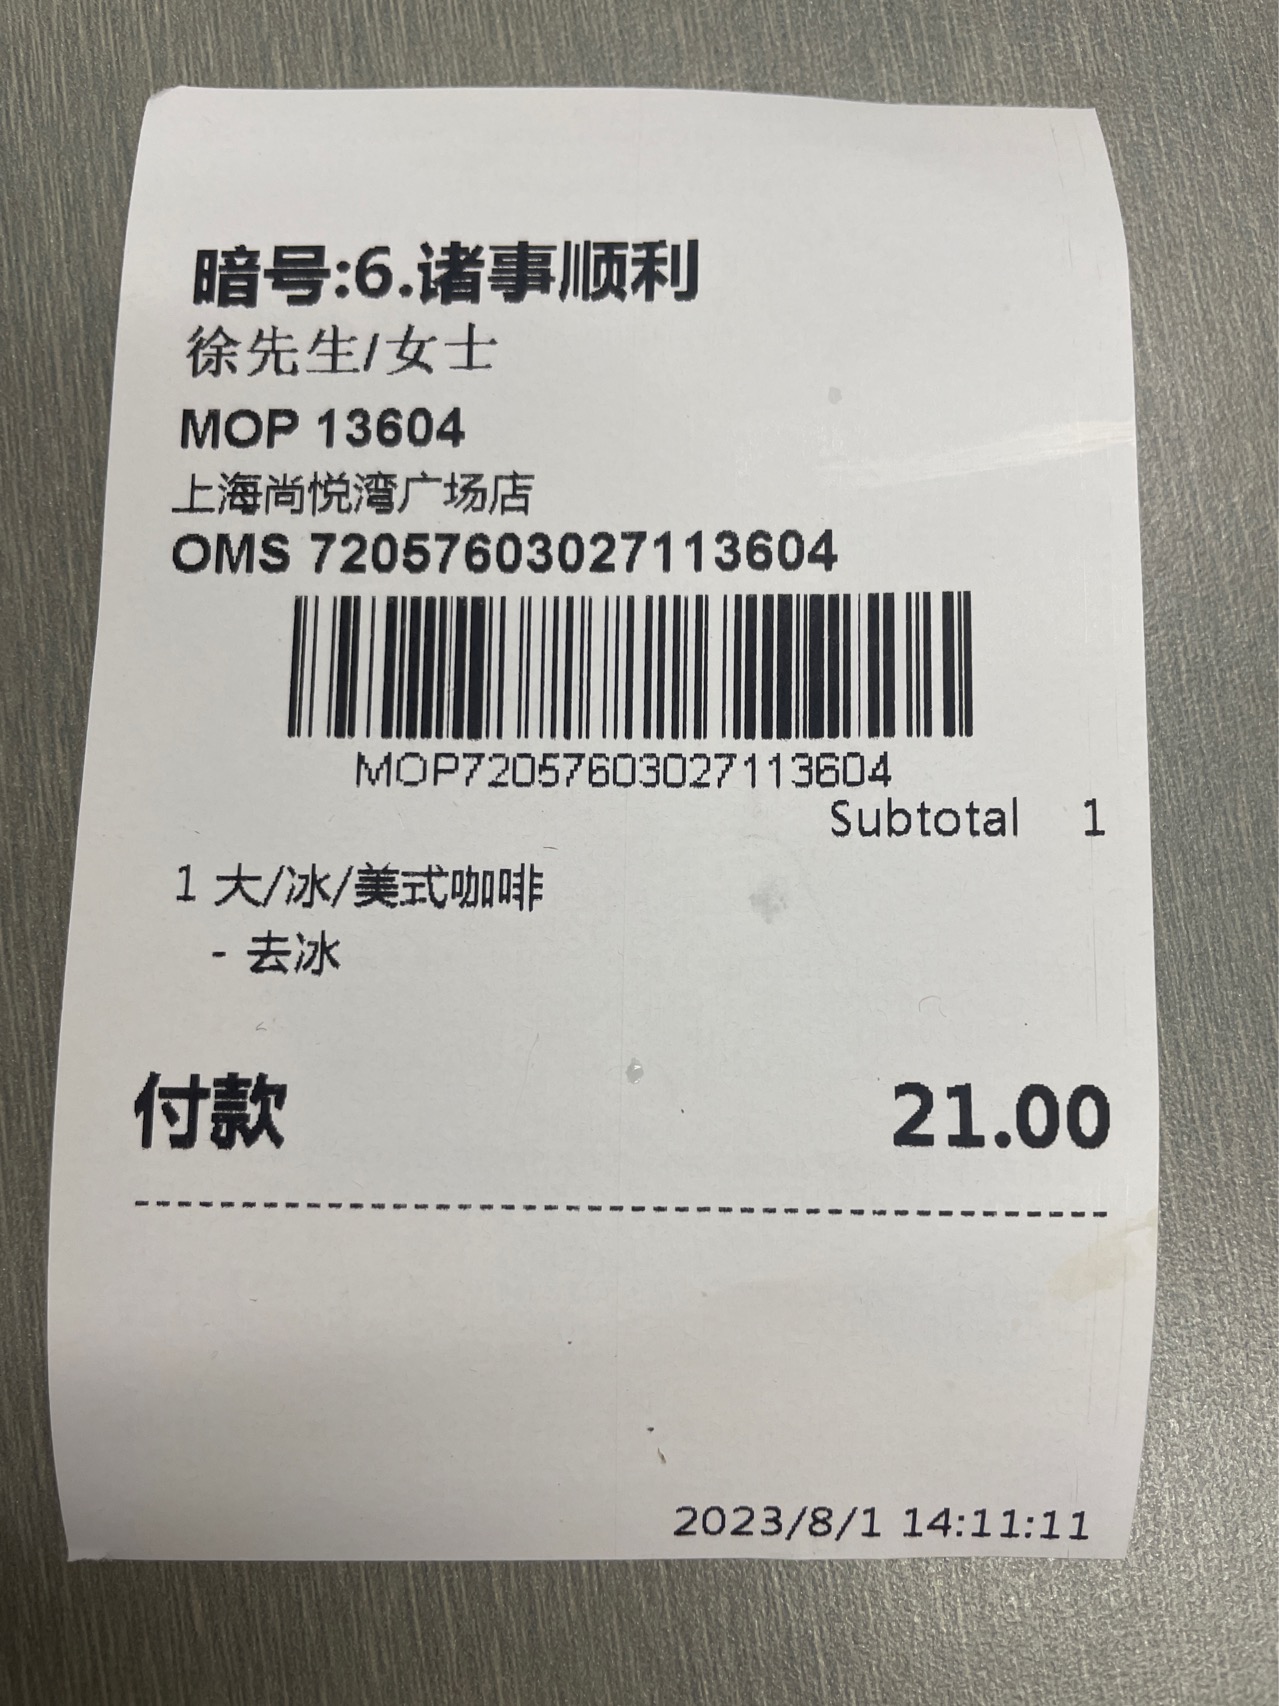 暗号:6.诸事顺利
徐先生/女士
MOP 13604
上海尚悦湾广场店
OMS 72057603027113604
MOP72057603027113604
Subtotal 1
1 大/冰/美式咖啡
- 去冰
付款 21.00
2023/8/1 14:11:11